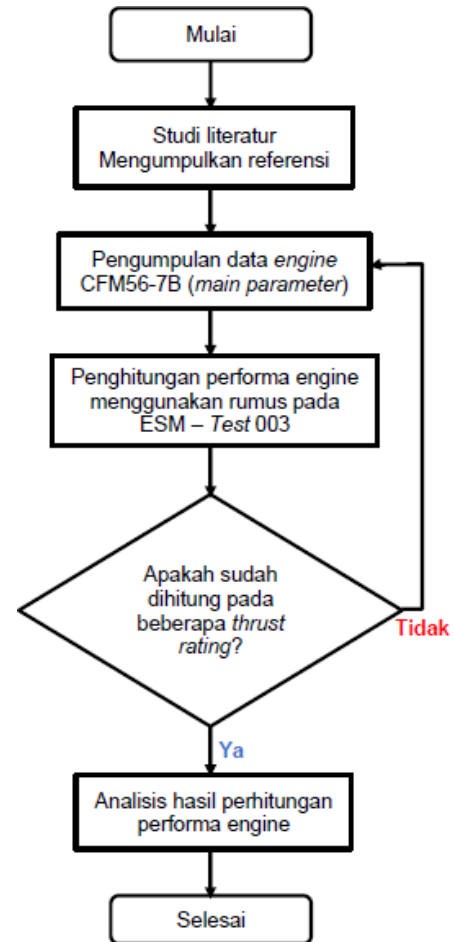 Mulai
Studi literatur
Mengumpulkan referensi
Pengumpulan data engine
CFM56-7B (main parameter)
Penghitungan performa engine
menggunakan rumus pada
ESM – Test 003
Apakah sudah
dihitung pada
beberapa thrust
rating?
Tidak
Ya
Analisis hasil perhitungan
performa engine
Selesai